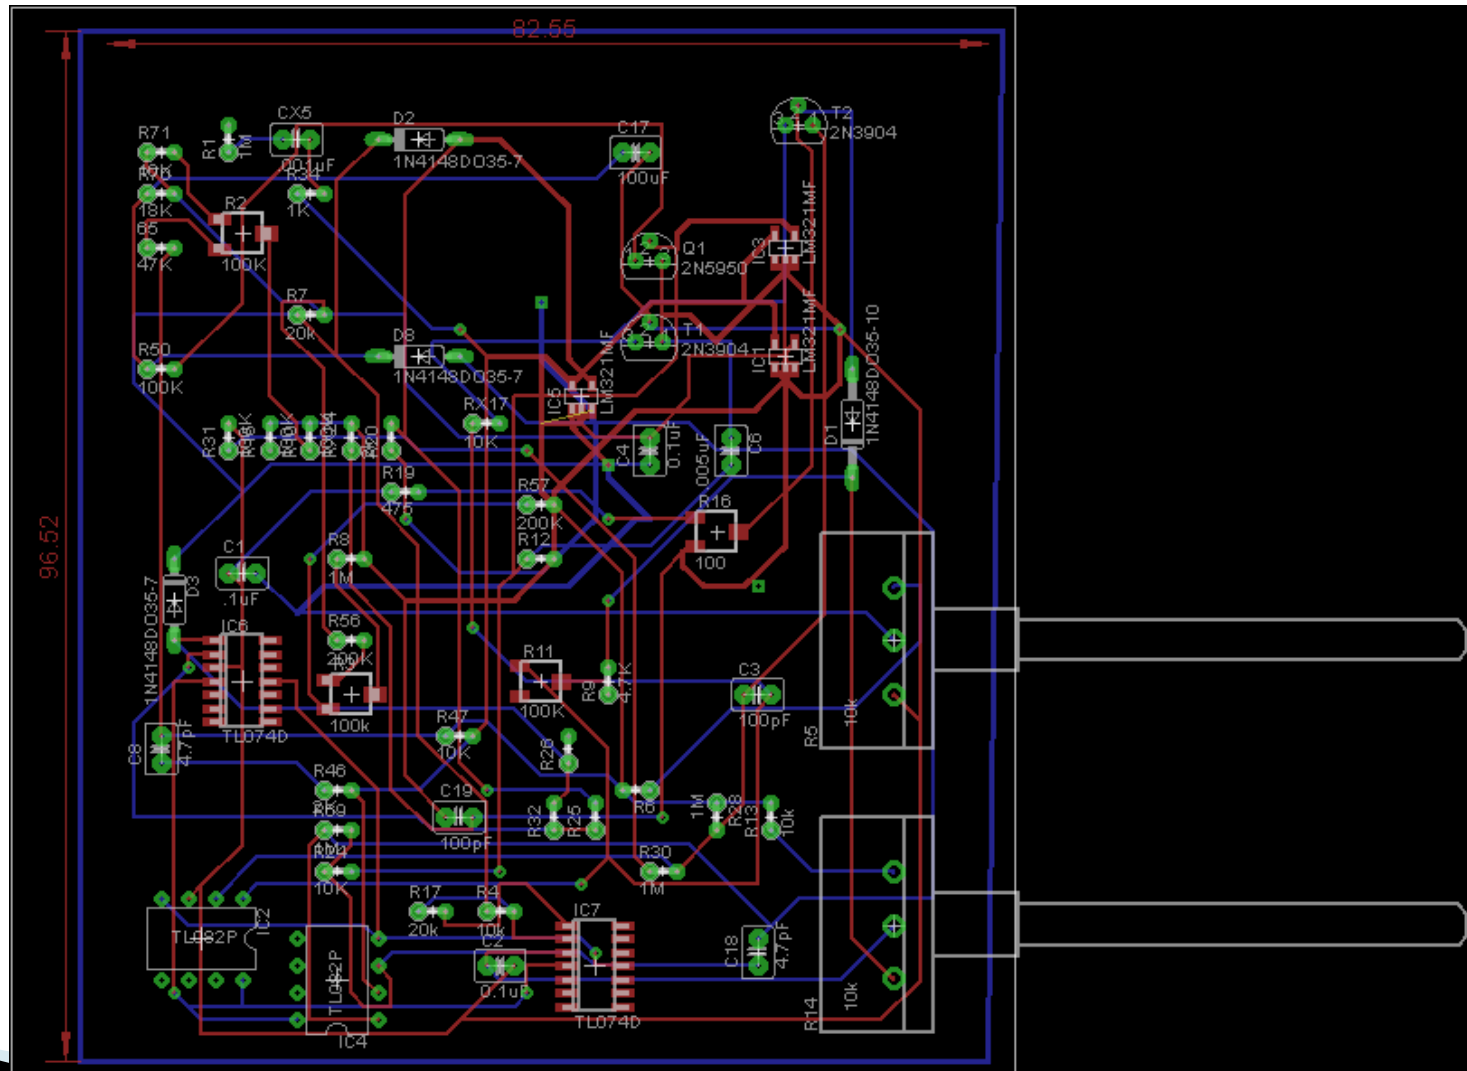 82.55
96.52
CX5
.001uF
D2
1N4148DO35-7
C17
100uF
T2
2N3904
R71
R1
1M
R34
1K
18K
R2
100K
65
47K
Q1
2N5950
IC3
LM321MF
R7
20k
T1
2N3904
IC1
LM321MF
D8
1N4148DO35-7
R50
100K
IC5
LM321MF
RX17
10K
D1
1N4148DO35-10
R31
C4
0.1uF
C6
.005uF
R19
475
R57
200K
R16
100
R12
R8
1M
C1
.1uF
D3
1N4148DO35-7
IC6
TL074D
R56
200K
100k
R11
100K
R9
4.7K
C3
100pF
R5
10k
C8
4.7pF
R47
10K
R26
R46
C19
100pF
R32
R25
R6
1M
R28
R13
10k
R24
10K
R30
1M
R17
20k
R4
10k
IC7
TL074D
IC2
TL082P
TL082P
IC4
C2
0.1uF
C18
4.7pF
R14
10k